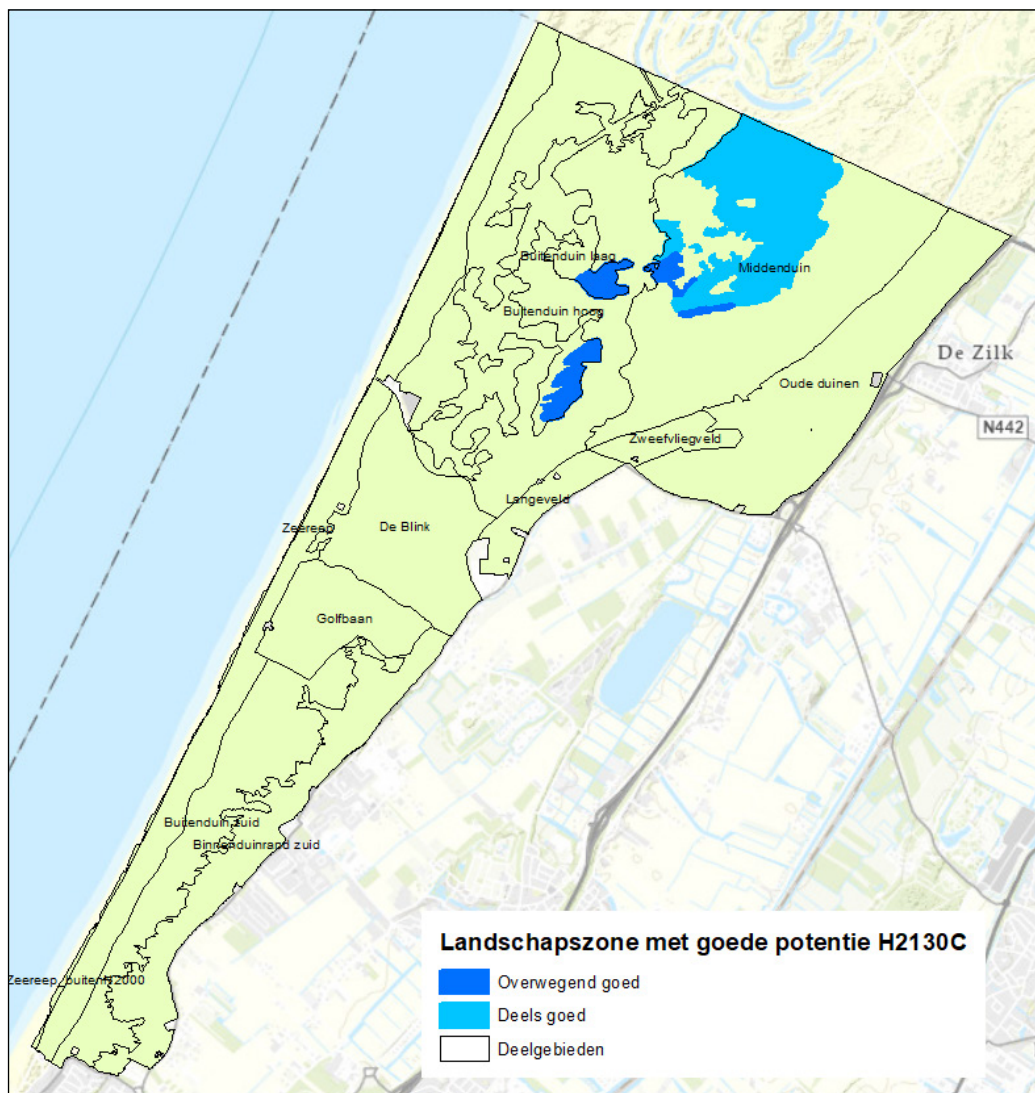 Buitenduin laag
Middenduin
Buitenduin hoog
De Zilk
Oude duinen
N442
Zweefvliegveld
Langeveld
Zeereep
De Blink
Golfbaan
Buitenduin zuid
Binnenduinrand zuid
Landschapszone met goede potentie H2130C
Zeereep_buitenN2000
Overwegend goed
Deels goed
Deelgebieden